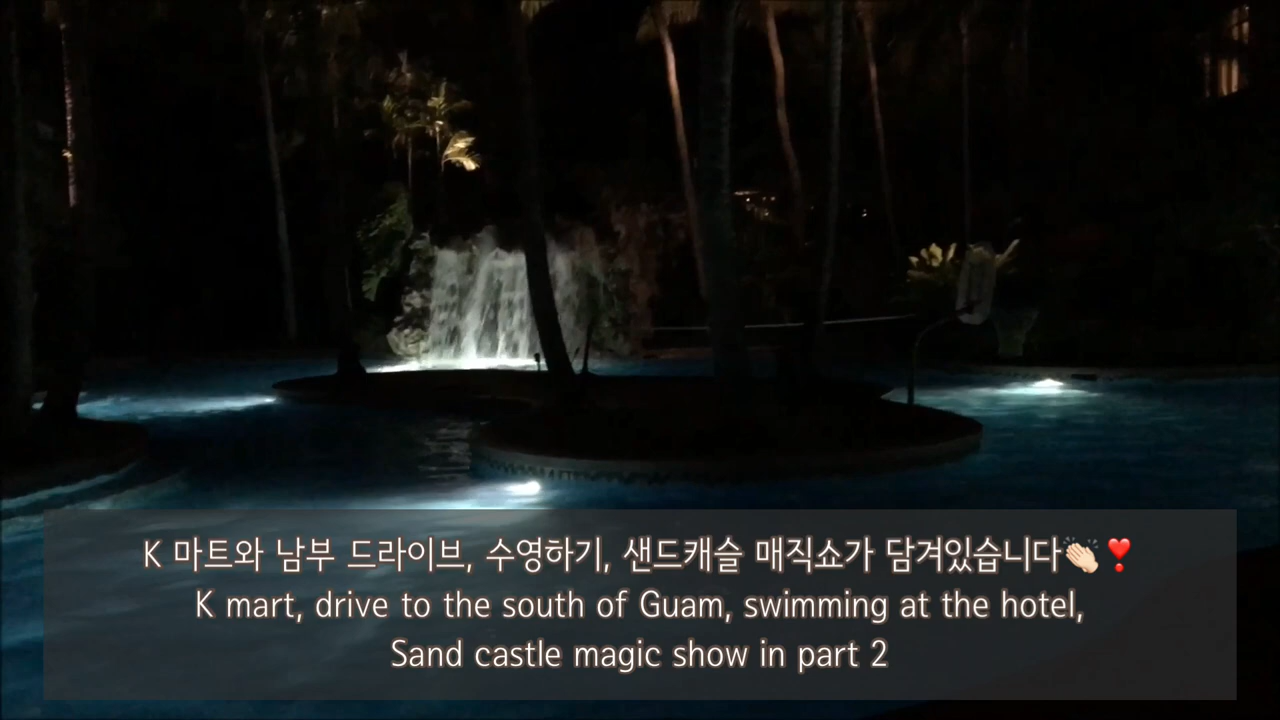 K 마트와 남부 드라이브, 수영하기, 샌드캐슬 매직쇼가 담겨있습니다👏🏻❣️
K mart, drive to the south of Guam, swimming at the hotel,
Sand castle magic show in part 2